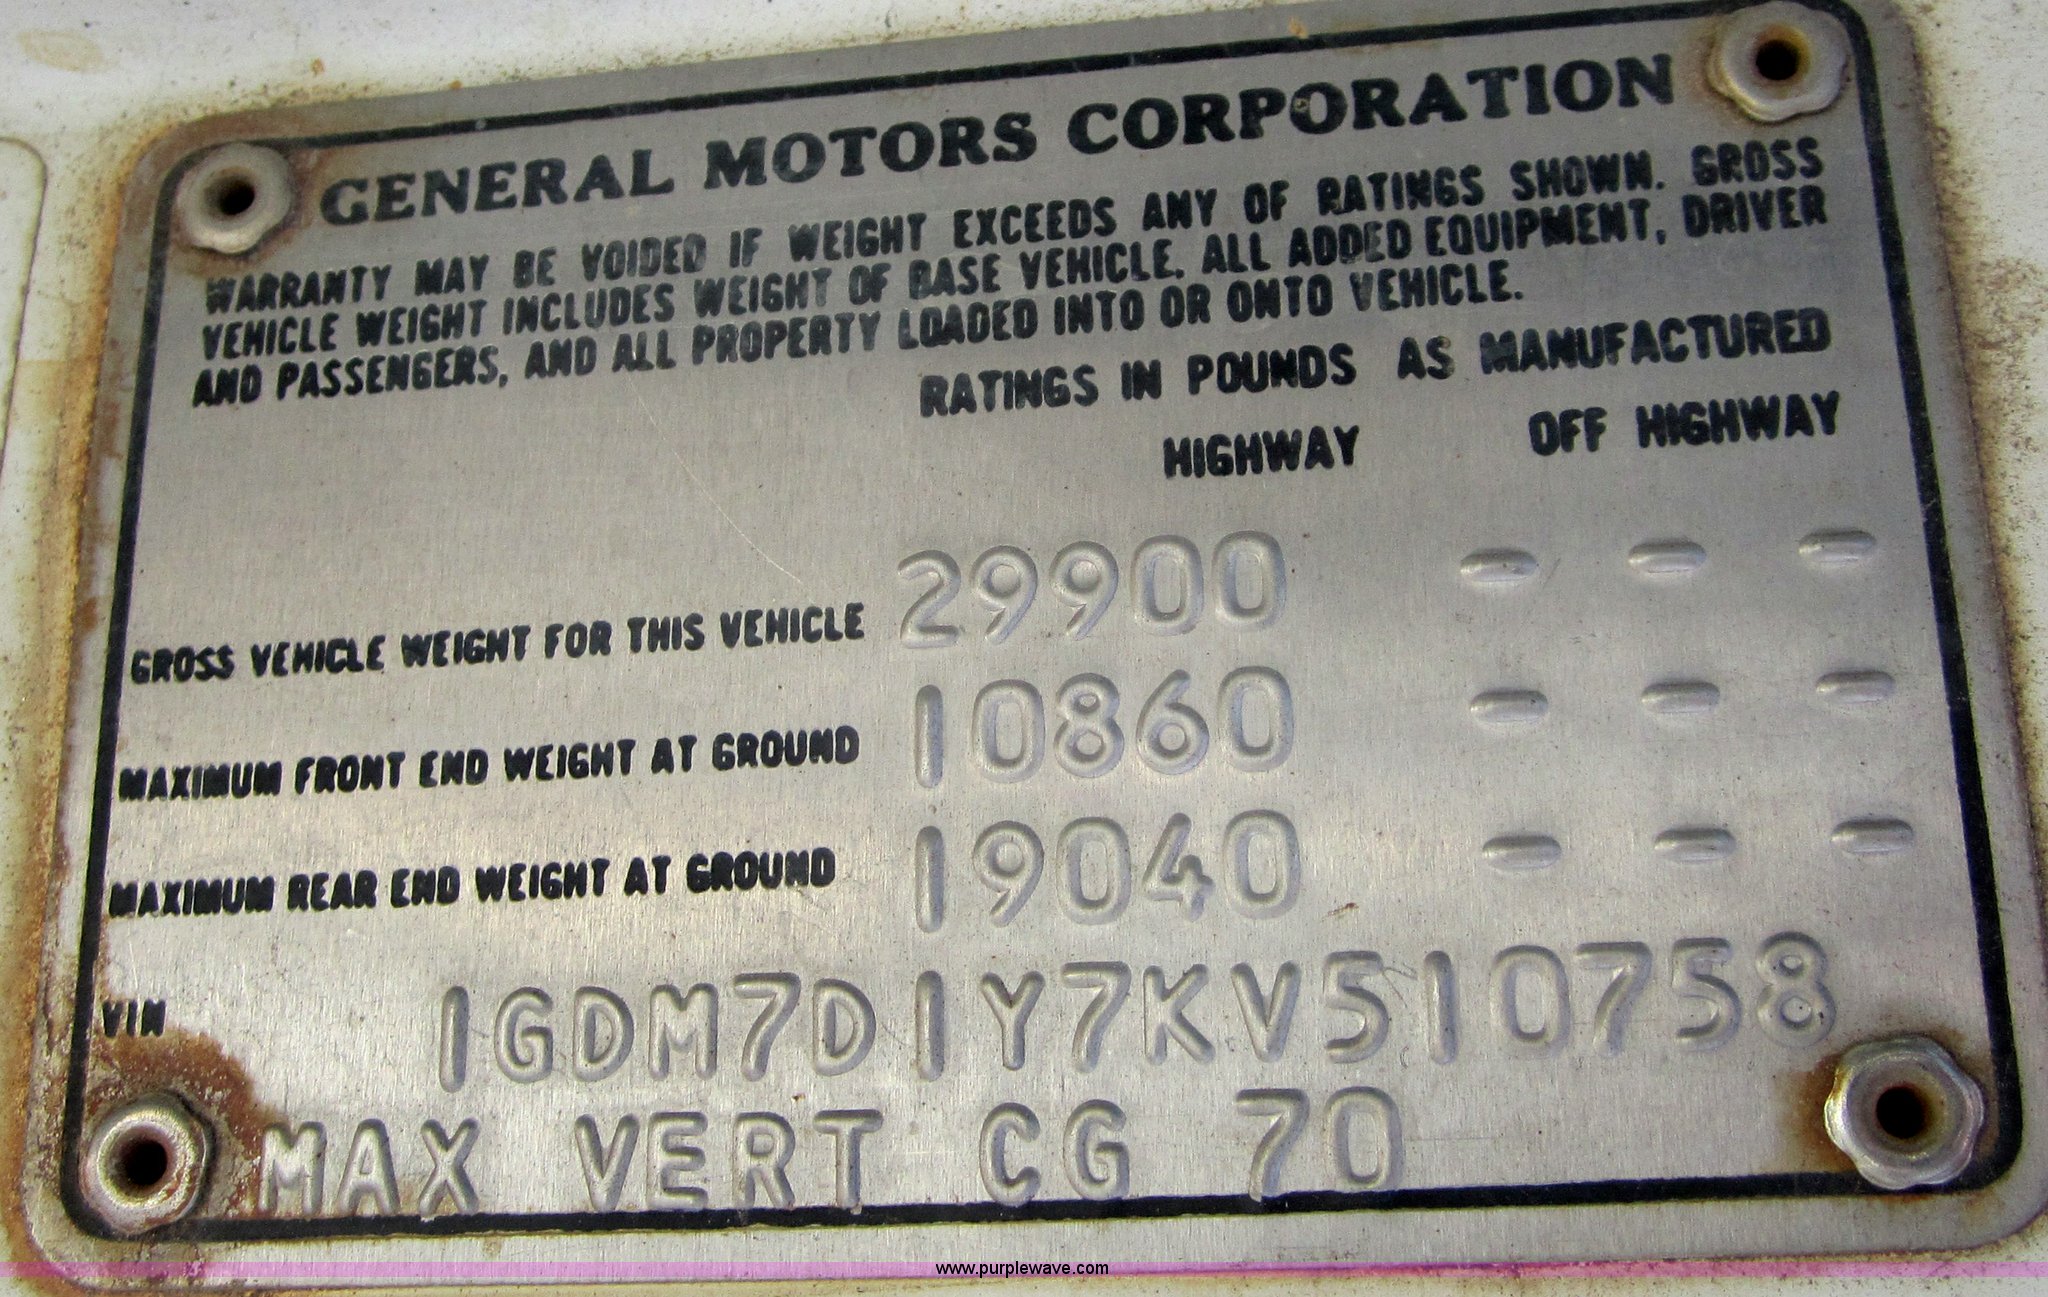 GENERAL MOTORS CORPORATION
WARRANTY MAY BE VOIDED IF WEIGHT EXCEEDS ANY OF RATINGS SHOWN. GROSS
VEHICLE WEIGHT INCLUDES WEIGHT OF BASE VEHICLE. ALL ADDED EQUIPMENT, DRIVER
AND PASSENGERS, AND ALL PROPERTY LOADED INTO OR ONTO VEHICLE.
RATINGS IN POUNDS AS MANUFACTURED
HIGHWAY OFF HIGHWAY
GROSS VEHICLE WEIGHT FOR THIS VEHICLE 29900 - - -
MAXIMUM FRONT END WEIGHT AT GROUND 10860 - - -
MAXIMUM REAR END WEIGHT AT GROUND 19040 - - -
VIN 1GDM7D1Y7KV510758
MAX VERT CG 70
www.purplewave.com